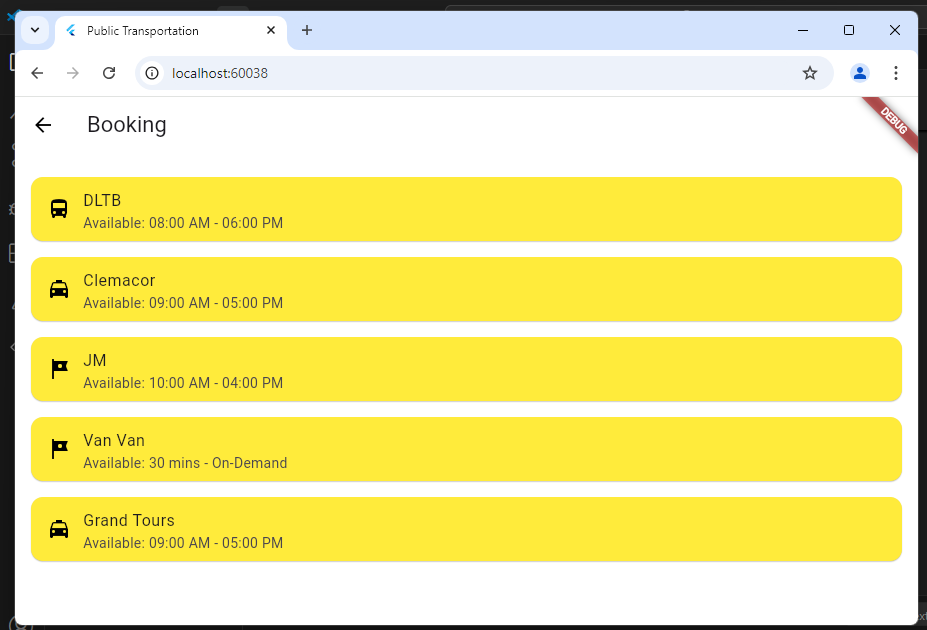 Public Transportation
localhost:60038
Booking
DEBUG
DLTB
Available: 08:00 AM - 06:00 PM
Clemacor
Available: 09:00 AM - 05:00 PM
JM
Available: 10:00 AM - 04:00 PM
Van Van
Available: 30 mins - On-Demand
Grand Tours
Available: 09:00 AM - 05:00 PM